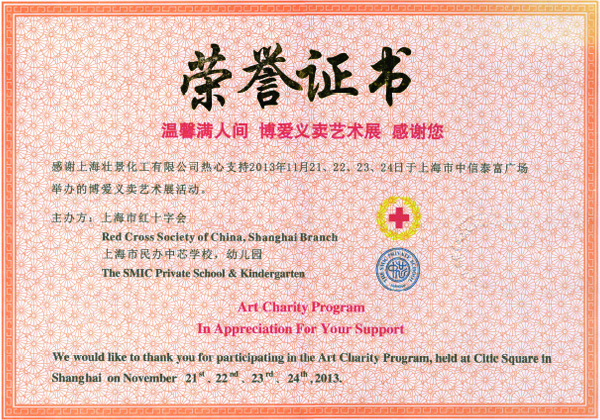 荣誉证书
温馨满人间 博爱义卖艺术展 感谢您
感谢上海壮景化工有限公司热心支持2013年11月21、22、23、24日于上海市中信泰富广场
举办的博爱义卖艺术展活动。
主办方：上海市红十字会
Red Cross Society of China, Shanghai Branch
上海市民办中芯学校，幼儿园
The SMIC Private School & Kindergarten
THE SMIC PRIVATE SCHOOL
Art Charity Program
In Appreciation For Your Support
We would like to thank you for participating in the Art Charity Program, held at Citic Square in
Shanghai on November 21st, 22nd, 23rd, 24th, 2013.